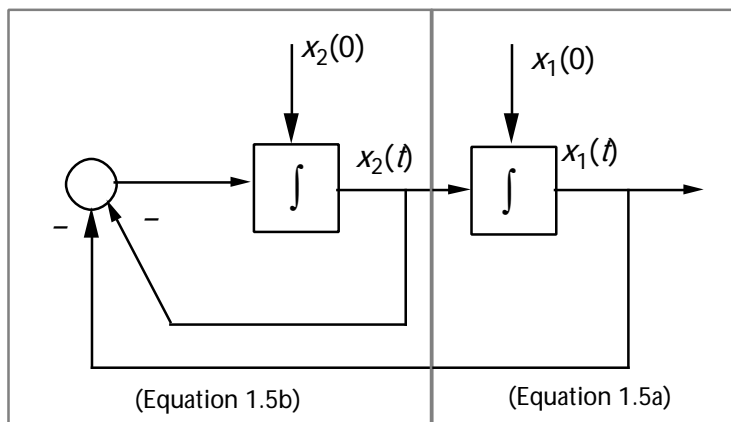 x₂(0)
x₁(0)
∫
x₂(t)
∫
x₁(t)
–
–
(Equation 1.5b)
(Equation 1.5a)